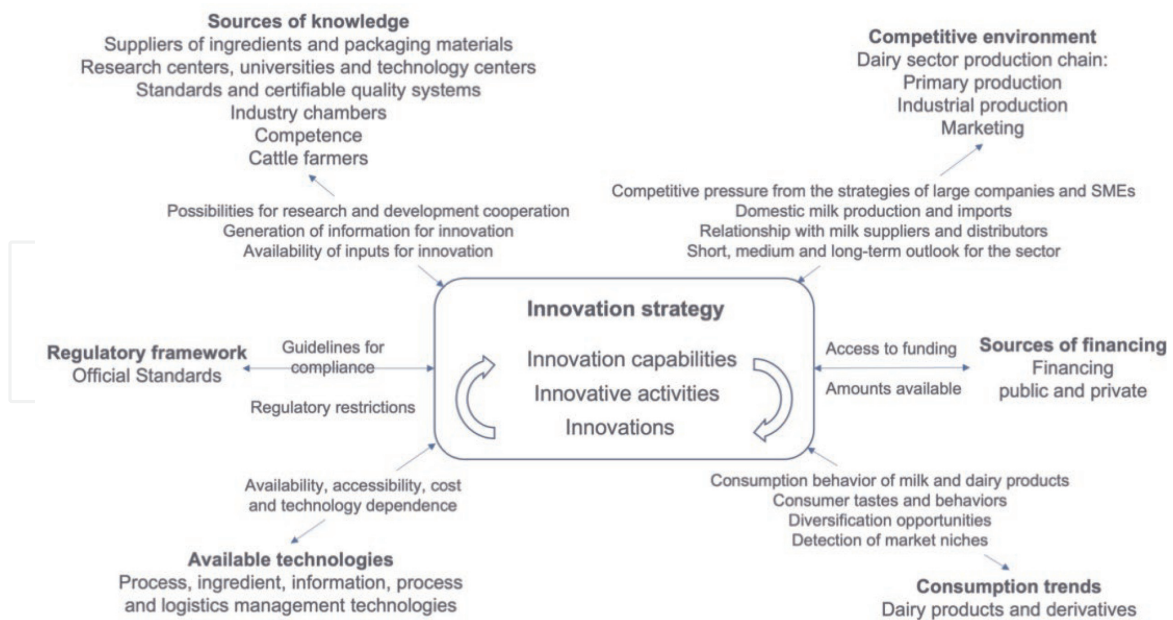 Sources of knowledge
Suppliers of ingredients and packaging materials
Research centers, universities and technology centers
Standards and certifiable quality systems
Industry chambers
Competence
Cattle farmers
Possibilities for research and development cooperation
Generation of information for innovation
Availability of inputs for innovation
Competitive environment
Dairy sector production chain:
Primary production
Industrial production
Marketing
Competitive pressure from the strategies of large companies and SMEs
Domestic milk production and imports
Relationship with milk suppliers and distributors
Short, medium and long-term outlook for the sector
Regulatory framework
Official Standards
Guidelines for
compliance
Regulatory restrictions
Innovation strategy
Innovation capabilities
Innovative activities
Innovations
Access to funding
Amounts available
Sources of financing
Financing
public and private
Availability, accessibility, cost
and technology dependence
Available technologies
Process, ingredient, information, process
and logistics management technologies
Consumption behavior of milk and dairy products
Consumer tastes and behaviors
Diversification opportunities
Detection of market niches
Consumption trends
Dairy products and derivatives